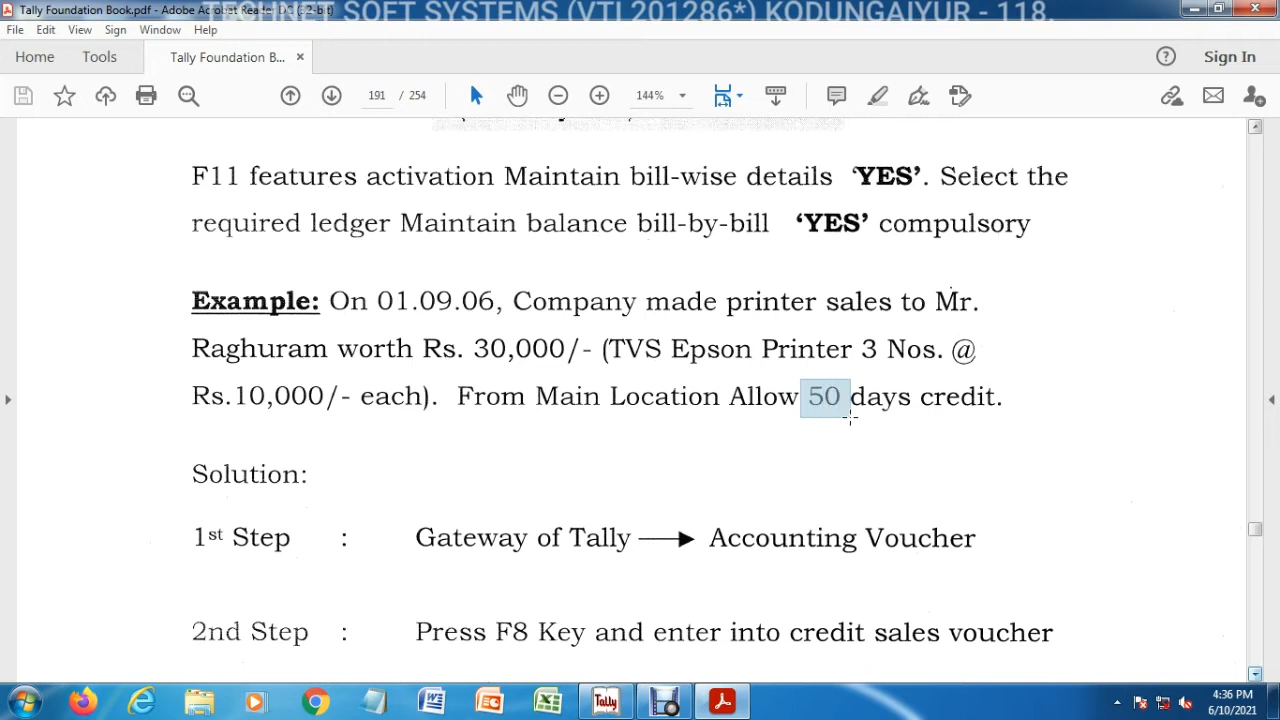 SOFT SYSTEMS (VTI 201286*) KODUNGAIYUR - 118.
Tally Foundation Book.pdf - Adobe Acrobat Reader DC (32-bit)
File Edit View Sign Window Help
Home Tools Tally Foundation B... × Sign In
191 / 254 144%
F11 features activation Maintain bill-wise details ‘YES’. Select the
required ledger Maintain balance bill-by-bill ‘YES’ compulsory
Example: On 01.09.06, Company made printer sales to Mr.
Raghuram worth Rs. 30,000/- (TVS Epson Printer 3 Nos. @
Rs.10,000/- each). From Main Location Allow 50 days credit.
Solution:
1st Step : Gateway of Tally → Accounting Voucher
2nd Step : Press F8 Key and enter into credit sales voucher
Tally
4:36 PM
6/10/2021